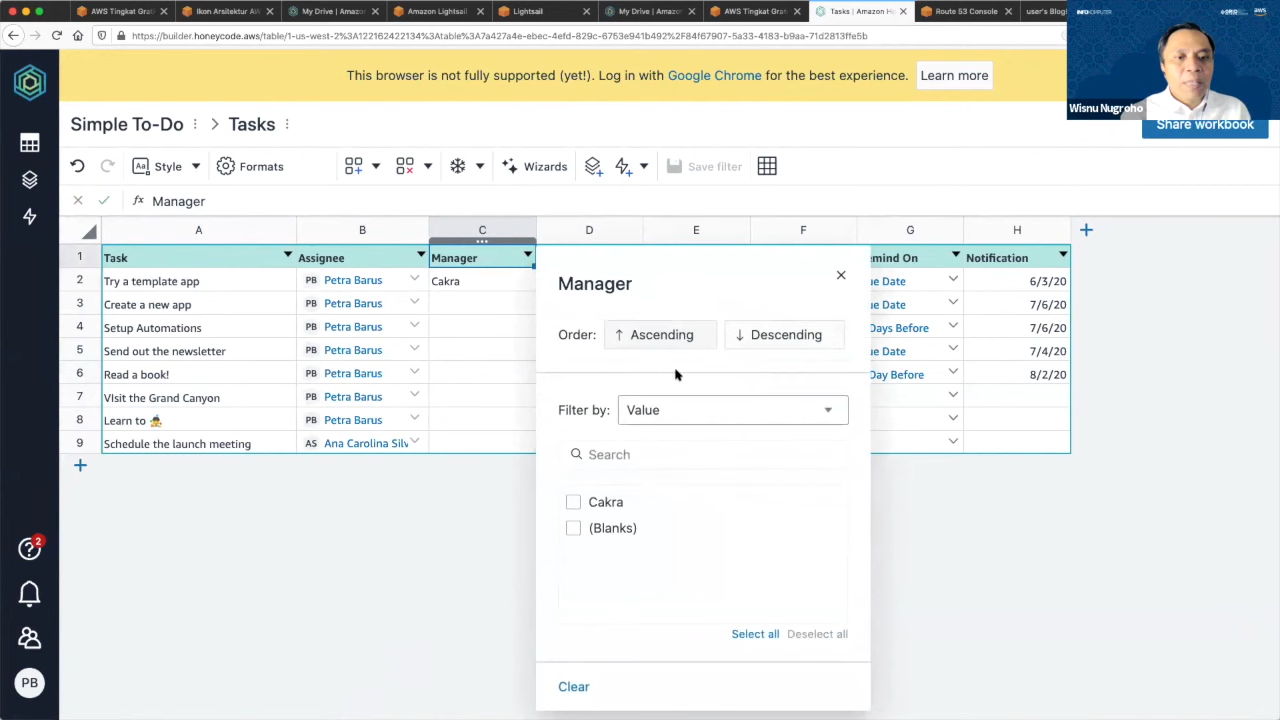 AWS Tingkat Grat
Ikon Arsitektur AW
My Drive | Amazo
Amazon Lightsail
Lightsail
My Drive | Amazo
AWS Tingkat Grat
Tasks | Amazon Ho
Route 53 Console
user's Blog!
https://builder.honeycode.aws/table/1-us-west-2%3A122162422134%3Atable%3A7a427a4e-ebec-4efd-829c-6753e941b492%2F84f67907-5a33-4183-b9aa-71d2813ffe5b
INFOKOMPUTER
aws
Wisnu Nugroho
This browser is not fully supported (yet!). Log in with Google Chrome for the best experience.
Learn more
Simple To-Do > Tasks
Share workbook
Aa Style
Formats
Wizards
Save filter
fx Manager
A B C D E F G H
1 Task Assignee Manager emind On Notification
2 Try a template app PB Petra Barus Cakra ue Date 6/3/20
3 Create a new app PB Petra Barus ue Date 7/6/20
4 Setup Automations PB Petra Barus Days Before 7/6/20
5 Send out the newsletter PB Petra Barus ue Date 7/4/20
6 Read a book! PB Petra Barus Day Before 8/2/20
7 VIsit the Grand Canyon PB Petra Barus
8 Learn to PB Petra Barus
9 Schedule the launch meeting AS Ana Carolina Silv
Manager
Order: ↑ Ascending ↓ Descending
Filter by: Value
Search
Cakra
(Blanks)
Select all Deselect all
Clear
2
PB